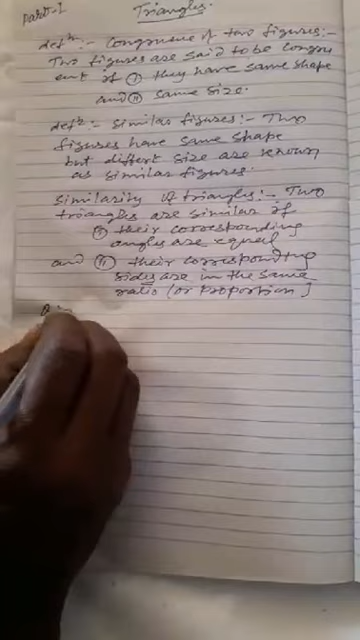 Part-I
Triangles.
defn:- Congruence of two figures:-
Two figures are said to be congru
ent if (i) they have same shape
and (ii) same size.
defn:- similar figures:- Two
figures have same shape
but differt size are known
as similar figures.
Similarity of triangles:- Two
triangles are similar if
(i) their corresponding
angles are equal
and (ii) their corresponding
sides are in the same
ratio (or proportion]